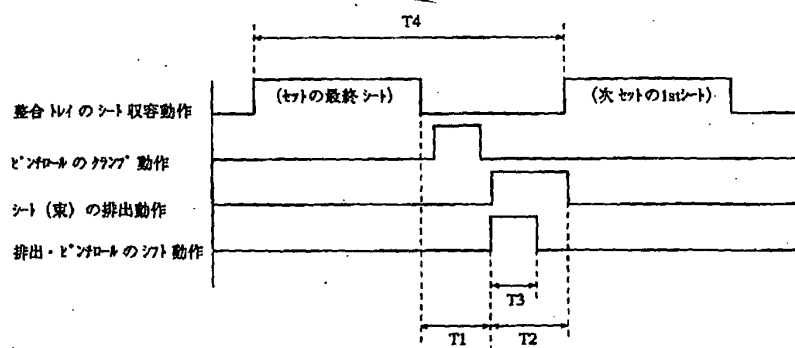 T4
整合トレイのシート収容動作
(セットの最終シート)
(次セットの1stシート)
ピンチロールのクランプ動作
シート(束)の排出動作
排出・ピンチロールのシフト動作
T3
T1
T2